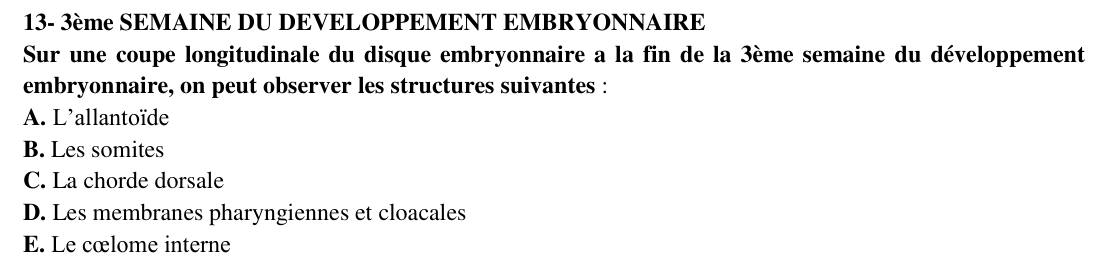 13- 3ème SEMAINE DU DEVELOPPEMENT EMBRYONNAIRE
Sur une coupe longitudinale du disque embryonnaire a la fin de la 3ème semaine du développement
embryonnaire, on peut observer les structures suivantes :
A. L'allantoïde
B. Les somites
C. La chorde dorsale
D. Les membranes pharyngiennes et cloacales
E. Le cœlome interne